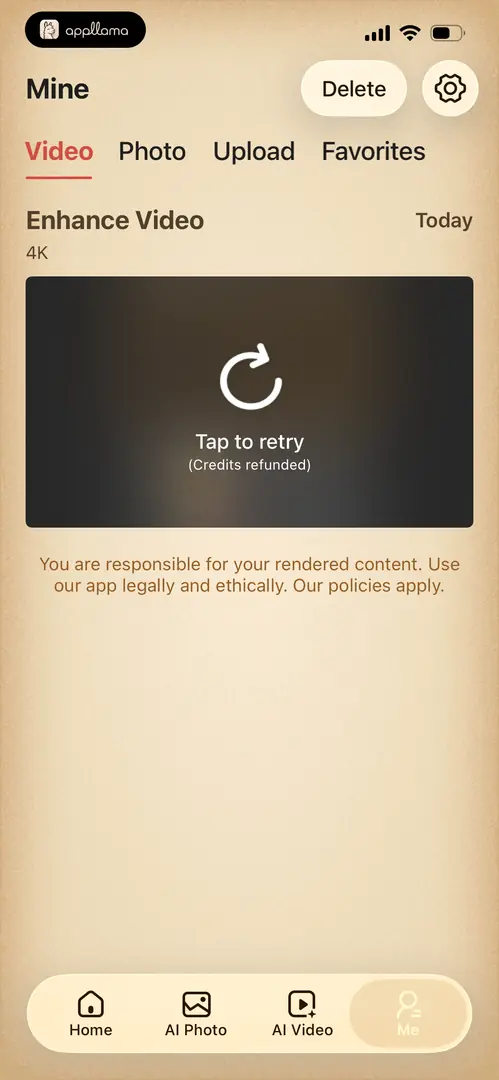 appllama
Mine
Delete
Video
Photo
Upload
Favorites
Enhance Video
Today
4K
Tap to retry
(Credits refunded)
You are responsible for your rendered content. Use
our app legally and ethically. Our policies apply.
Home
AI Photo
AI Video
Me